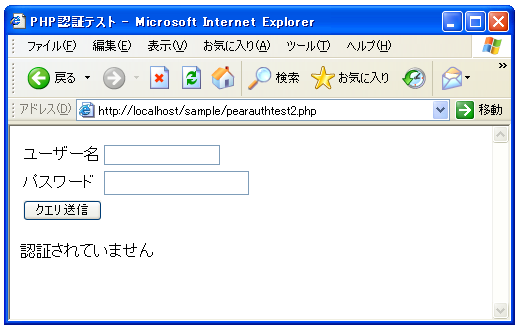 PHP認証テスト - Microsoft Internet Explorer
ファイル(F) 編集(E) 表示(V) お気に入り(A) ツール(T) ヘルプ(H)
戻る 検索 お気に入り »
アドレス(D) http://localhost/sample/pearauthtest2.php 移動
ユーザー名
パスワード
クエリ送信
認証されていません